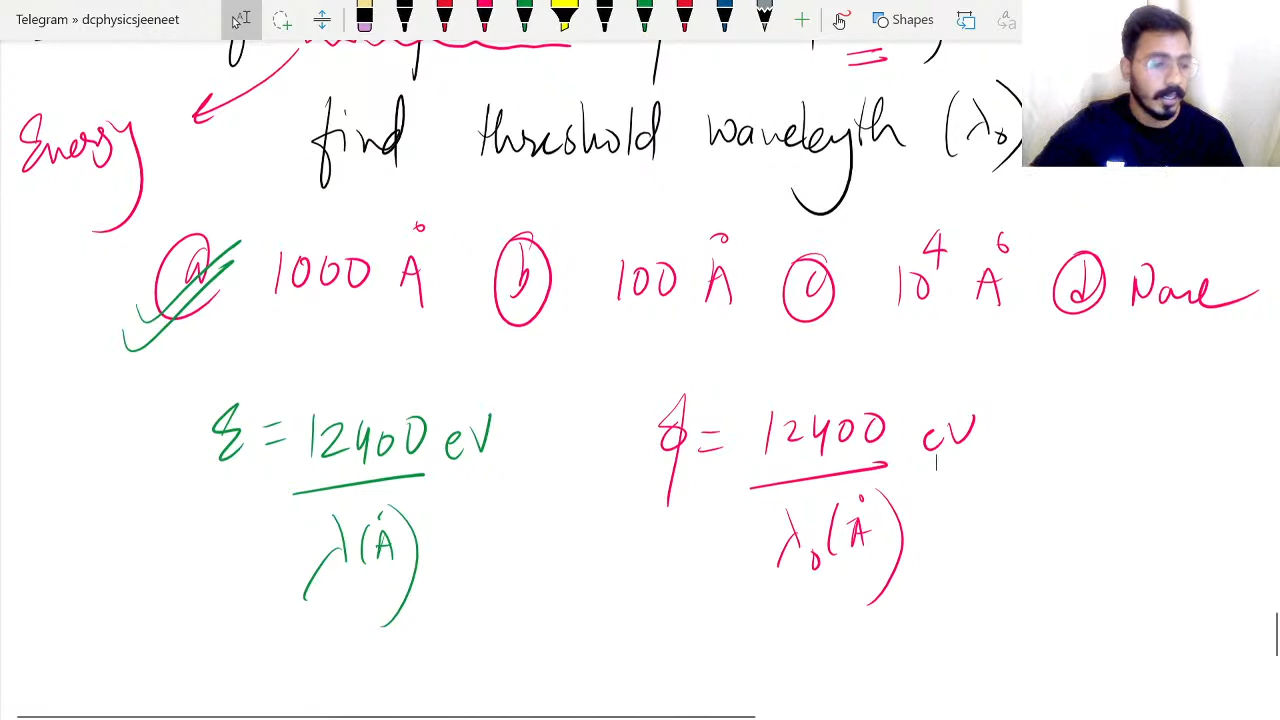 Telegram » dcphysicsjeeneet
Shapes
Energy
find threshold wavelength (λ₀)
ⓐ 1000 Å ⓑ 100 Å ⓒ 10⁴ Å ⓓ None
E = 12400 eV
λ(Å)
ϕ = 12400 eV
λ₀(Å)